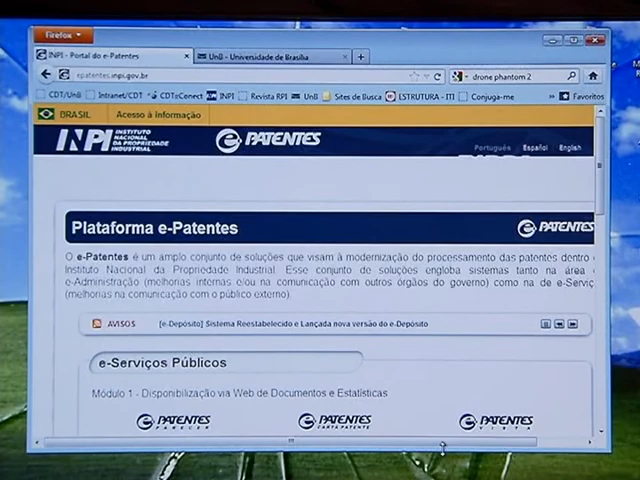 Firefox
INPI - Portal do e-Patentes
UnB - Universidade de Brasília
epatentes.inpi.gov.br
drone phantom 2
CDT/UnB
Intranet/CDT
CDTeConect
INPI
Revista RPI
UnB
Sites de Busca
ESTRUTURA - ITI
Conjuga-me
Favoritos
BRASIL
Acesso à Informação
INPI INSTITUTO NACIONAL DA PROPRIEDADE INDUSTRIAL
e PATENTES
Português
Español
English
Plataforma e-Patentes
e PATENTES
O e-Patentes é um amplo conjunto de soluções que visam à modernização do processamento das patentes dentro
Instituto Nacional da Propriedade Industrial. Esse conjunto de soluções engloba sistemas tanto na área
e-Administração (melhorias internas e/ou na comunicação com outros órgãos do governo) como na de e-Serviç
(melhorias na comunicação com o público externo).
AVISOS
[e-Depósito] Sistema Reestabelecido e Lançada nova versão do e-Depósito
e-Serviços Públicos
Módulo 1 - Disponibilização via Web de Documentos e Estatísticas
e PATENTES
PARECER
e PATENTES
CARTA PATENTE
e PATENTES
VISTA